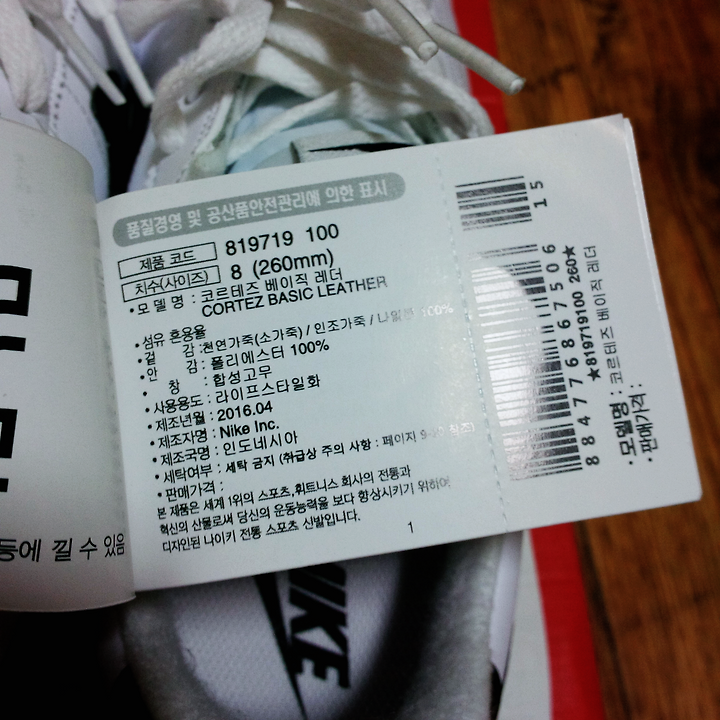 품질경영 및 공산품안전관리에 의한 표시
제품 코드 819719 100
치수(사이즈) 8 (260mm)
•모 델 명 : 코르테즈 베이직 레더
CORTEZ BASIC LEATHER
•섬유 혼용율
•겉 감 :천연가죽(소가죽) / 인조가죽 / 나일론 100%
•안 감 : 폴리에스터 100%
• 창 : 합성고무
•사용용도 : 라이프스타일화
•제조년월 : 2016.04
•제조자명 : Nike Inc.
•제조국명 : 인도네시아
•세탁여부 : 세탁 금지 (취급상 주의 사항 : 페이지 참조)
•판매가격 :
본 제품은 세계 1위의 스포츠,휘트니스 회사의 전통과
혁신의 산물로써 당신의 운동능력을 보다 향상시키기 위하여
디자인된 나이키 전통 스포츠 신발입니다.
1
15
8 84776 86750 6
★819719100 260★
•모델명 : 코르테즈 베이직 레더
•판매가격 :
등에 낄 수 있음
NIKE